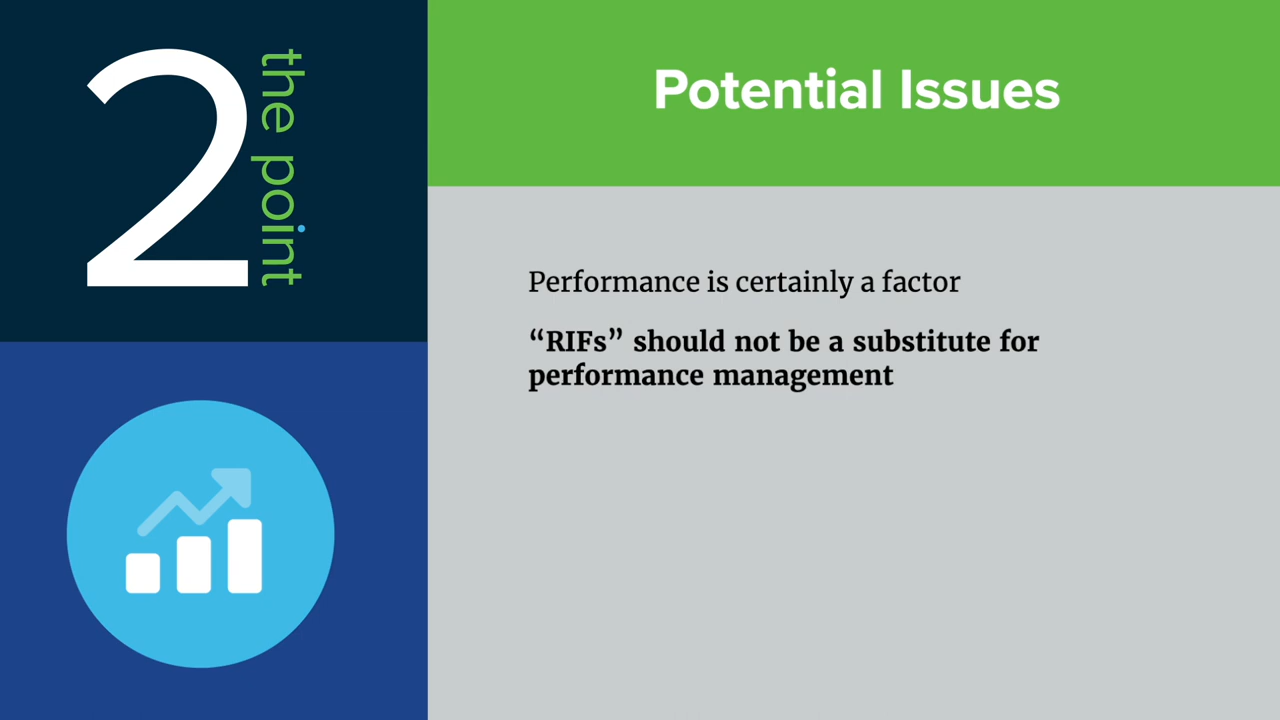 2
the point
Potential Issues
Performance is certainly a factor
“RIFs” should not be a substitute for
performance management